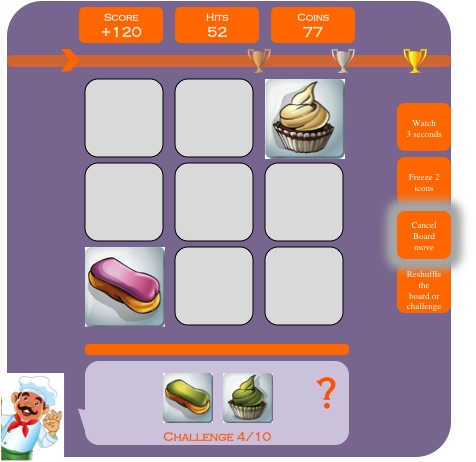 Score
+120
Hits
52
Coins
77
Watch
3 seconds
Freeze 2
icons
Cancel
Board
move
Reshuffle
the
board or
challenge
?
Challenge 4/10